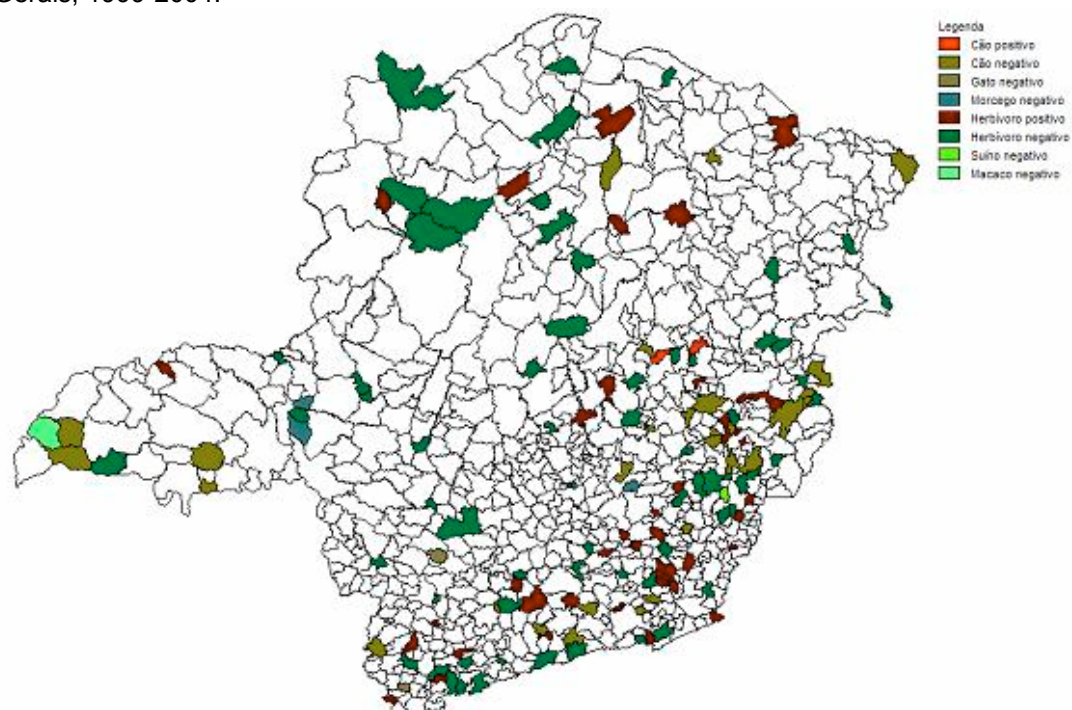 Gerais, 1999-2001.
Legenda
Cão positivo
Cão negativo
Gato negativo
Morcego negativo
Herbívoro positivo
Herbívoro negativo
Suíno negativo
Macaco negativo